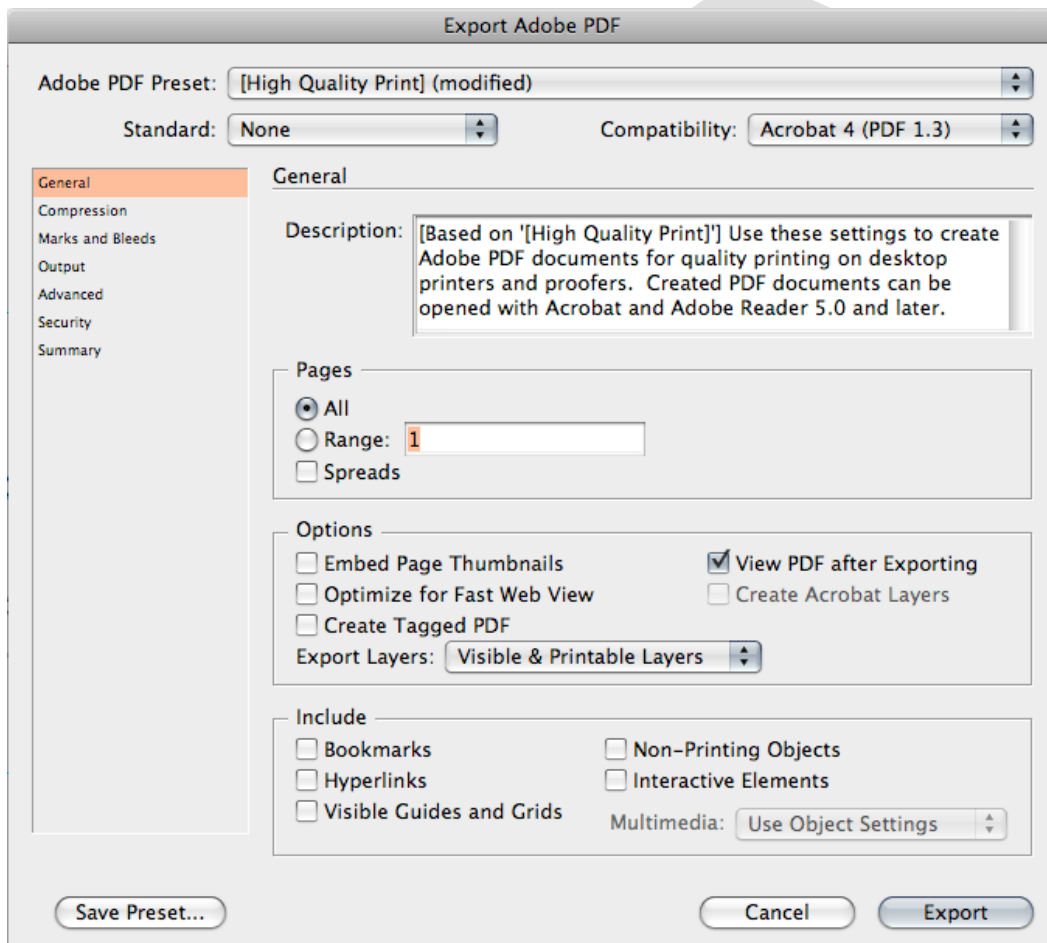 Export Adobe PDF
Adobe PDF Preset: [High Quality Print] (modified)
Standard: None Compatibility: Acrobat 4 (PDF 1.3)
General
Compression
Marks and Bleeds
Output
Advanced
Security
Summary
General
Description: [Based on '[High Quality Print]'] Use these settings to create
Adobe PDF documents for quality printing on desktop
printers and proofers.  Created PDF documents can be
opened with Acrobat and Adobe Reader 5.0 and later.
Pages
All
Range: 1
Spreads
Options
Embed Page Thumbnails View PDF after Exporting
Optimize for Fast Web View Create Acrobat Layers
Create Tagged PDF
Export Layers: Visible & Printable Layers
Include
Bookmarks Non-Printing Objects
Hyperlinks Interactive Elements
Visible Guides and Grids Multimedia: Use Object Settings
Save Preset... Cancel Export